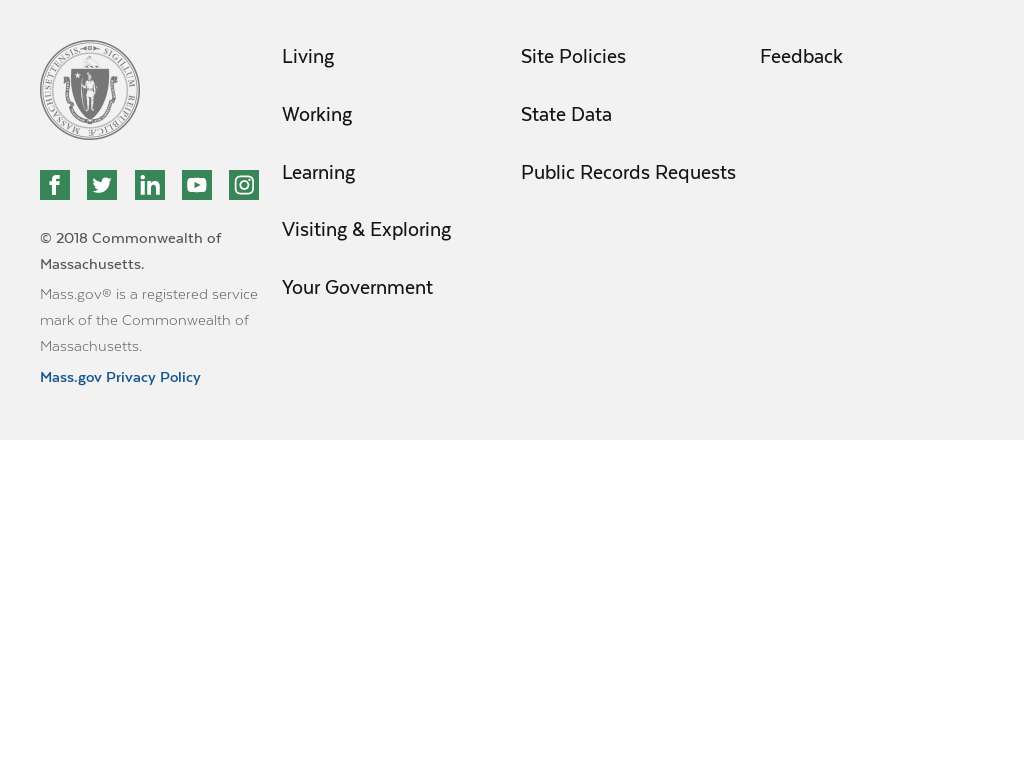 SIGILLUM REIPUBLICÆ MASSACHUSETTENSIS
© 2018 Commonwealth of
Massachusetts.
Mass.gov® is a registered service
mark of the Commonwealth of
Massachusetts.
Mass.gov Privacy Policy
Living
Working
Learning
Visiting & Exploring
Your Government
Site Policies
State Data
Public Records Requests
Feedback